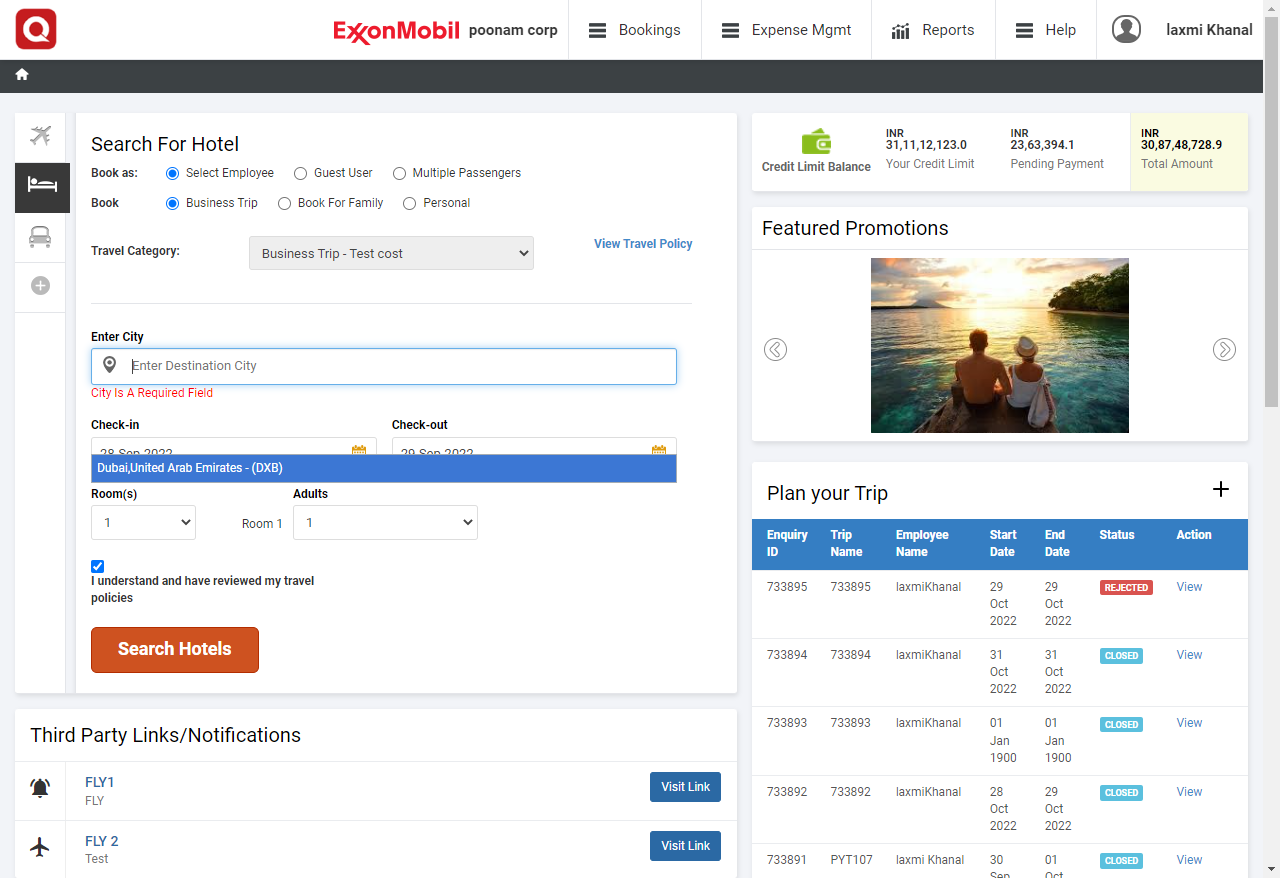 Q
ExxonMobil poonam corp
Bookings
Expense Mgmt
Reports
Help
laxmi Khanal
Search For Hotel
Book as: Select Employee Guest User Multiple Passengers
Book Business Trip Book For Family Personal
Travel Category: Business Trip - Test cost View Travel Policy
Enter City
Enter Destination City
City Is A Required Field
Check-in Check-out
28 Sep 2022 29 Sep 2022
Dubai,United Arab Emirates - (DXB)
Room(s) Adults
1 Room 1 1
I understand and have reviewed my travel
policies
Search Hotels
Third Party Links/Notifications
FLY1
FLY
Visit Link
FLY 2
Test
Visit Link
Credit Limit Balance
INR
31,11,12,123.0
Your Credit Limit
INR
23,63,394.1
Pending Payment
INR
30,87,48,728.9
Total Amount
Featured Promotions
Plan your Trip
Enquiry ID Trip Name Employee Name Start Date End Date Status Action
733895 733895 laxmiKhanal 29 Oct 2022 29 Oct 2022 REJECTED View
733894 733894 laxmiKhanal 31 Oct 2022 31 Oct 2022 CLOSED View
733893 733893 laxmiKhanal 01 Jan 1900 01 Jan 1900 CLOSED View
733892 733892 laxmiKhanal 28 Oct 2022 29 Oct 2022 CLOSED View
733891 PYT107 laxmi Khanal 30 Sep 01 Oct CLOSED View